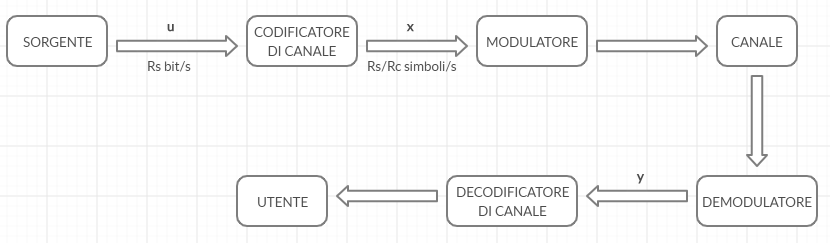 SORGENTE
u
Rs bit/s
CODIFICATORE
DI CANALE
x
Rs/Rc simboli/s
MODULATORE
CANALE
DEMODULATORE
y
DECODIFICATORE
DI CANALE
UTENTE